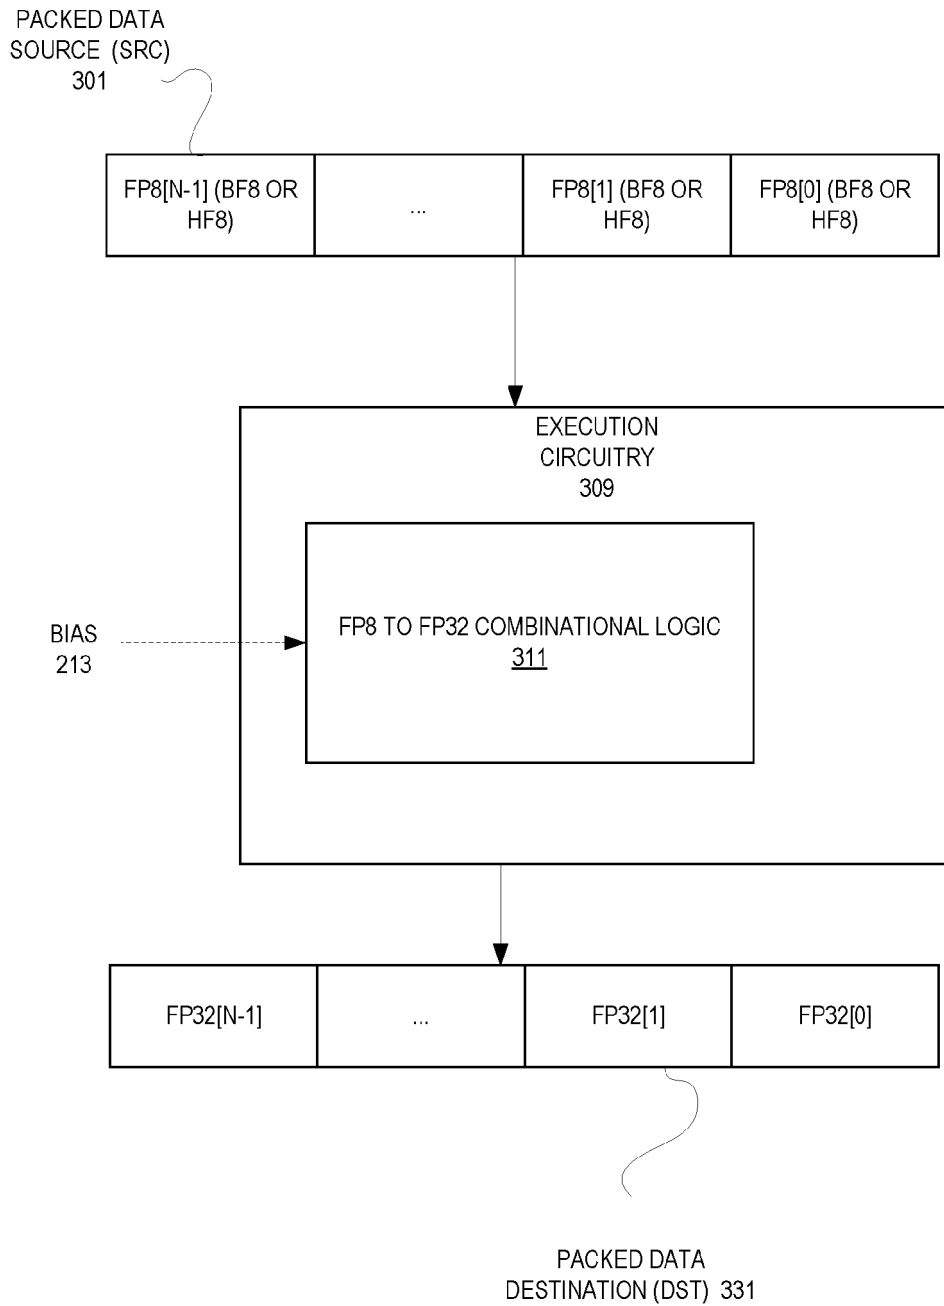 PACKED DATA
SOURCE (SRC)
301
FP8[N-1] (BF8 OR
HF8)
...
FP8[1] (BF8 OR
HF8)
FP8[0] (BF8 OR
HF8)
EXECUTION
CIRCUITRY
309
FP8 TO FP32 COMBINATIONAL LOGIC
311
BIAS
213
FP32[N-1]
...
FP32[1]
FP32[0]
PACKED DATA
DESTINATION (DST) 331